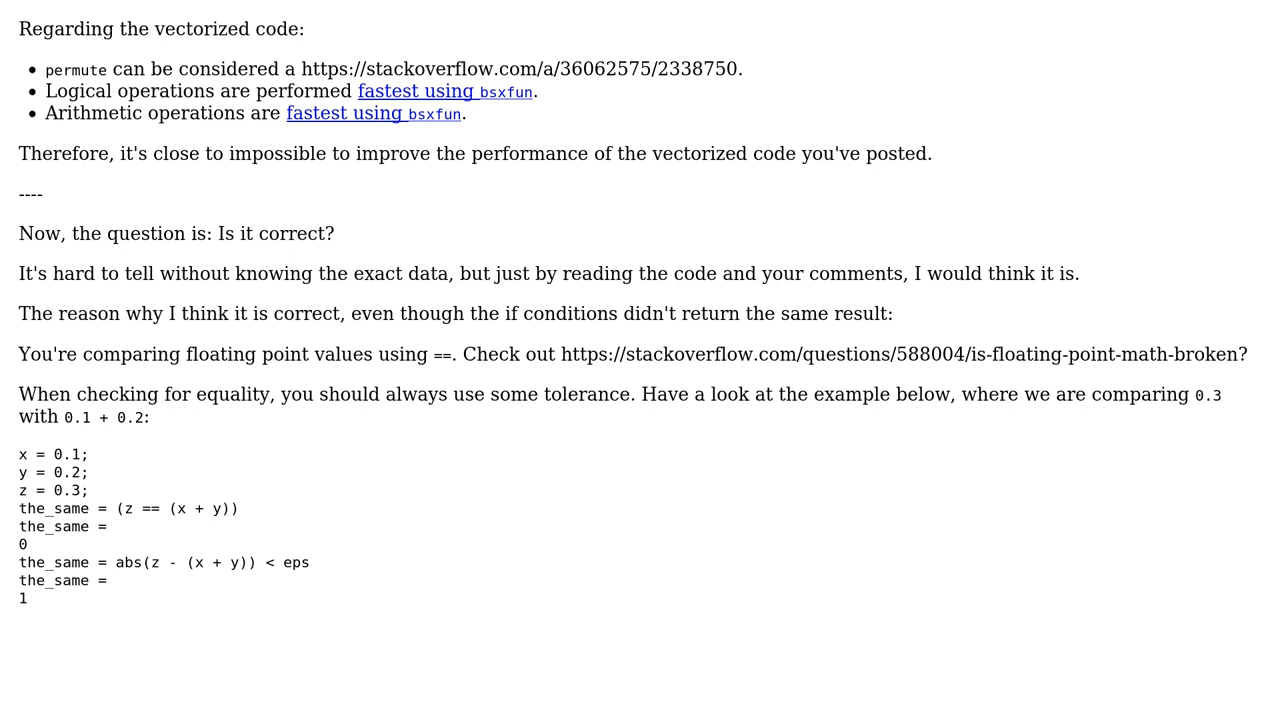 Regarding the vectorized code:
• permute can be considered a https://stackoverflow.com/a/36062575/2338750.
• Logical operations are performed fastest using bsxfun.
• Arithmetic operations are fastest using bsxfun.
Therefore, it's close to impossible to improve the performance of the vectorized code you've posted.
----
Now, the question is: Is it correct?
It's hard to tell without knowing the exact data, but just by reading the code and your comments, I would think it is.
The reason why I think it is correct, even though the if conditions didn't return the same result:
You're comparing floating point values using ==. Check out https://stackoverflow.com/questions/588004/is-floating-point-math-broken?
When checking for equality, you should always use some tolerance. Have a look at the example below, where we are comparing 0.3
with 0.1 + 0.2:
x = 0.1;
y = 0.2;
z = 0.3;
the_same = (z == (x + y))
the_same =
0
the_same = abs(z - (x + y)) < eps
the_same =
1